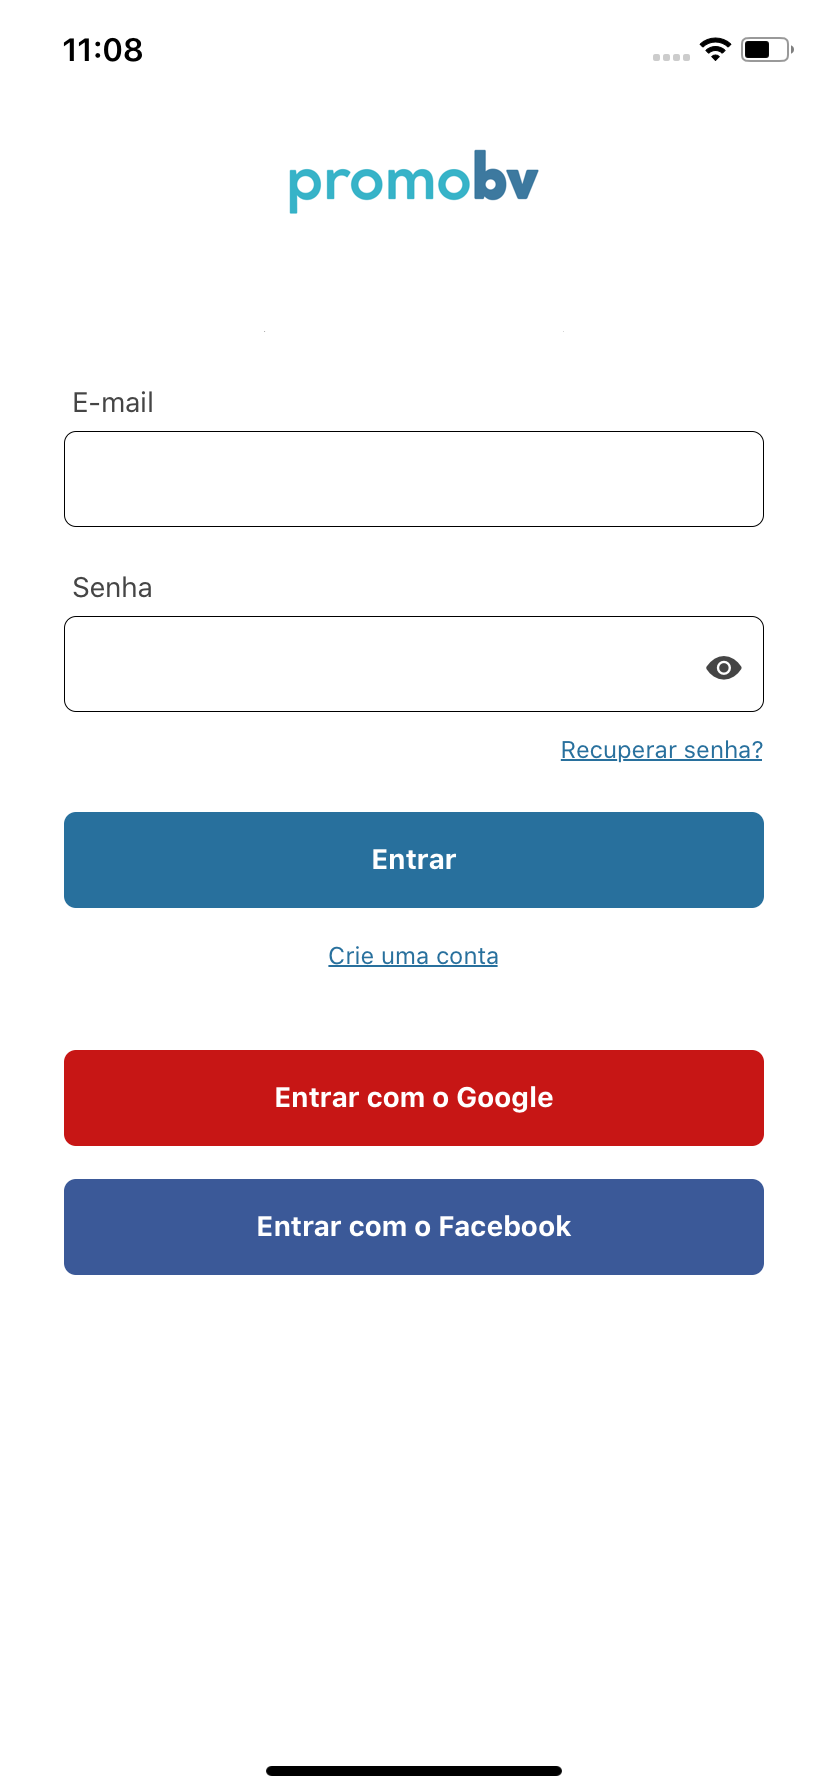 11:08
promobv
E-mail
Senha
Recuperar senha?
Entrar
Crie uma conta
Entrar com o Google
Entrar com o Facebook